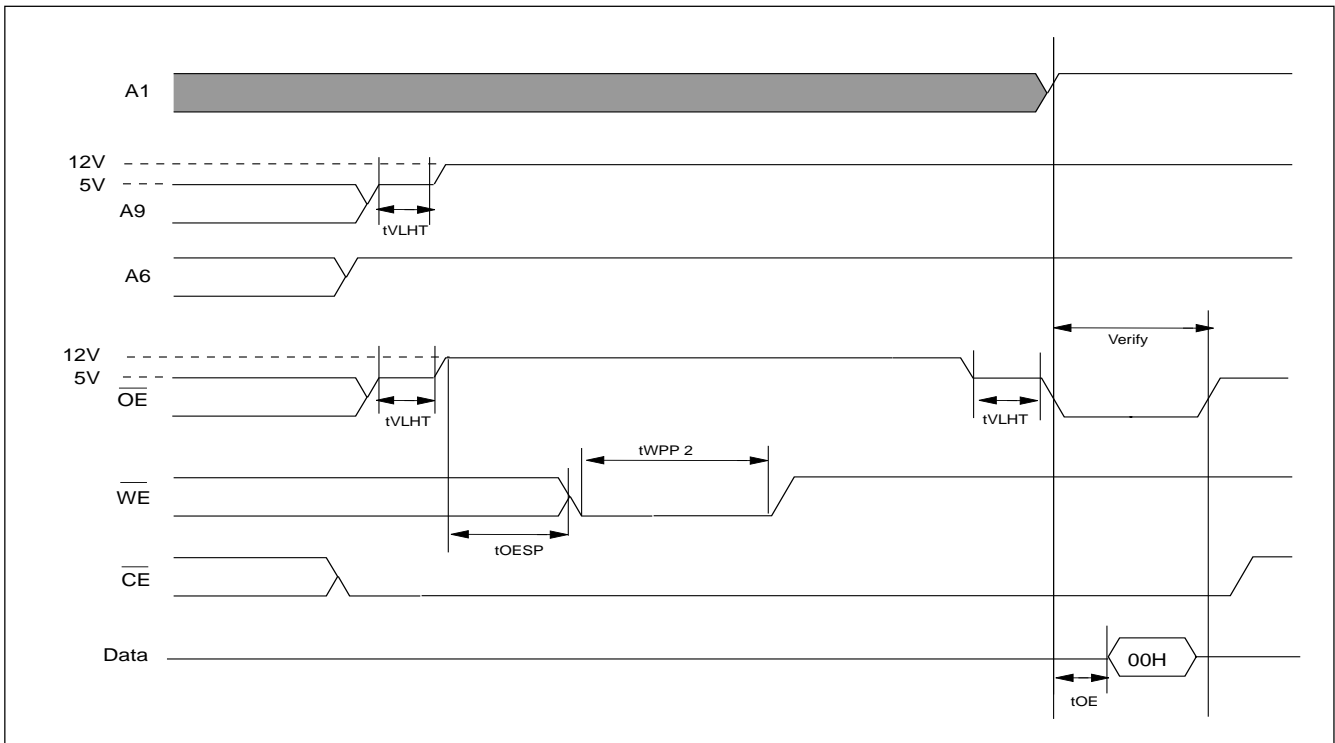 A1
12V
5V
A9
tVLHT
A6
12V
5V
OE
tVLHT
tVLHT
Verify
tWPP 2
WE
tOESP
CE
Data
00H
tOE